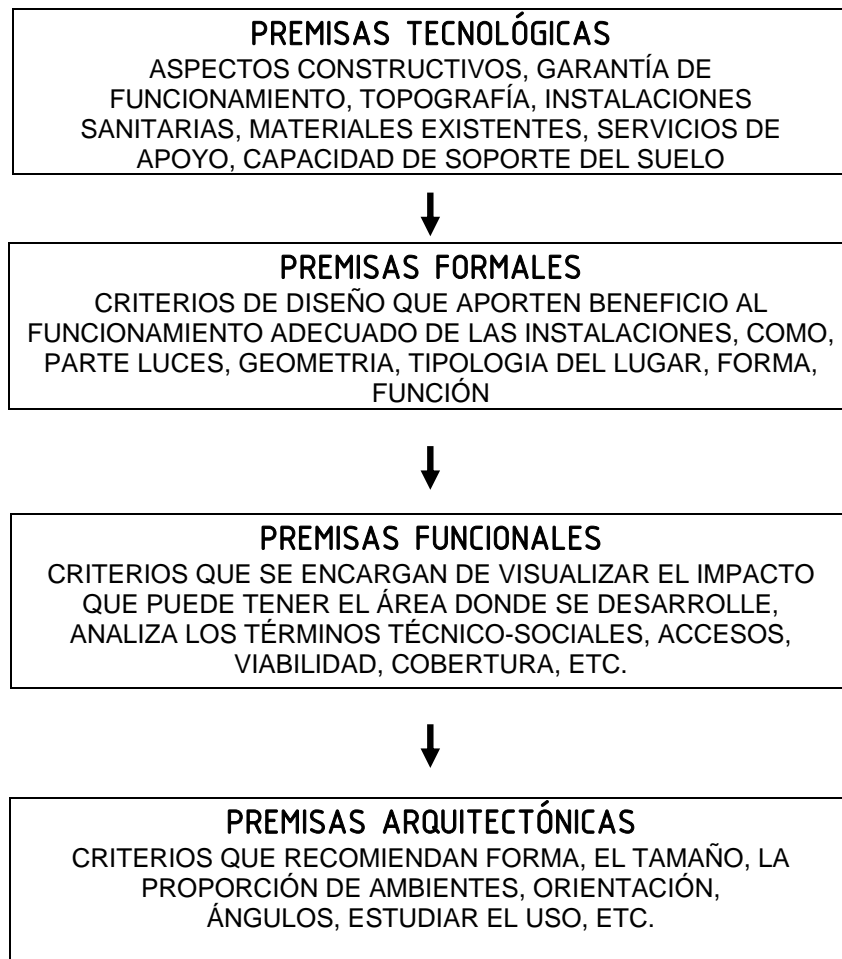 PREMISAS TECNOLÓGICAS
ASPECTOS CONSTRUCTIVOS, GARANTÍA DE
FUNCIONAMIENTO, TOPOGRAFÍA, INSTALACIONES
SANITARIAS, MATERIALES EXISTENTES, SERVICIOS DE
APOYO, CAPACIDAD DE SOPORTE DEL SUELO
PREMISAS FORMALES
CRITERIOS DE DISEÑO QUE APORTEN BENEFICIO AL
FUNCIONAMIENTO ADECUADO DE LAS INSTALACIONES, COMO,
PARTE LUCES, GEOMETRIA, TIPOLOGIA DEL LUGAR, FORMA,
FUNCIÓN
PREMISAS FUNCIONALES
CRITERIOS QUE SE ENCARGAN DE VISUALIZAR EL IMPACTO
QUE PUEDE TENER EL ÁREA DONDE SE DESARROLLE,
ANALIZA LOS TÉRMINOS TÉCNICO-SOCIALES, ACCESOS,
VIABILIDAD, COBERTURA, ETC.
PREMISAS ARQUITECTÓNICAS
CRITERIOS QUE RECOMIENDAN FORMA, EL TAMAÑO, LA
PROPORCIÓN DE AMBIENTES, ORIENTACIÓN,
ÁNGULOS, ESTUDIAR EL USO, ETC.